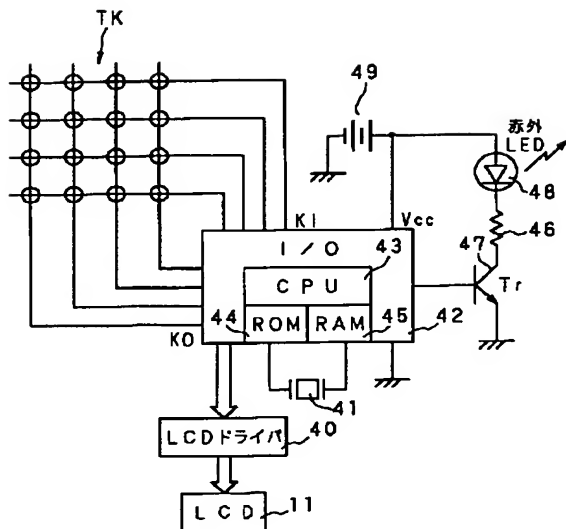 TK
49
赤外
LED
48
46
KI
Vcc
I/O
43
47
CPU
Tr
44
ROM
RAM
45
42
KO
41
LCDドライバ
40
LCD
11